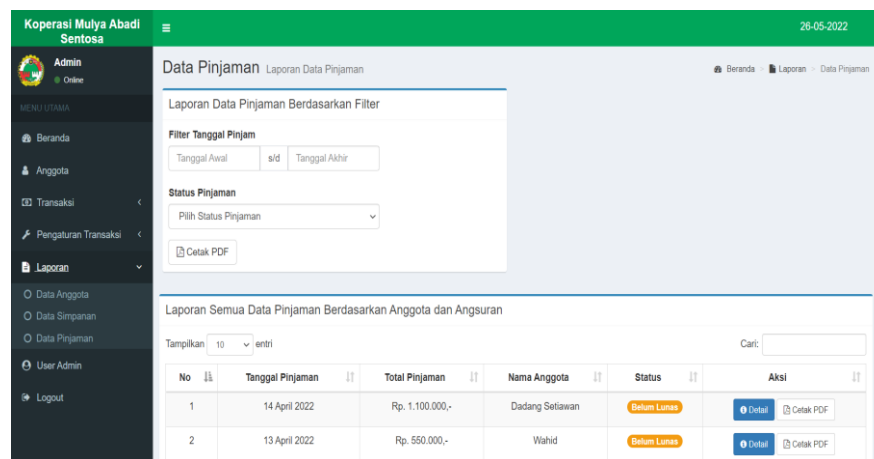 Koperasi Mulya Abadi
Sentosa
26-05-2022
Admin
Online
MENU UTAMA
Beranda
Anggota
Transaksi
Pengaturan Transaksi
Laporan
Data Anggota
Data Simpanan
Data Pinjaman
User Admin
Logout
Data Pinjaman Laporan Data Pinjaman
Beranda > Laporan > Data Pinjaman
Laporan Data Pinjaman Berdasarkan Filter
Filter Tanggal Pinjam
Tanggal Awal s/d Tanggal Akhir
Status Pinjaman
Pilih Status Pinjaman
Cetak PDF
Laporan Semua Data Pinjaman Berdasarkan Anggota dan Angsuran
Tampilkan 10 entri Cari:
No Tanggal Pinjaman Total Pinjaman Nama Anggota Status Aksi
1 14 April 2022 Rp. 1.100.000,- Dadang Setiawan Belum Lunas Detail Cetak PDF
2 13 April 2022 Rp. 550.000,- Wahid Belum Lunas Detail Cetak PDF